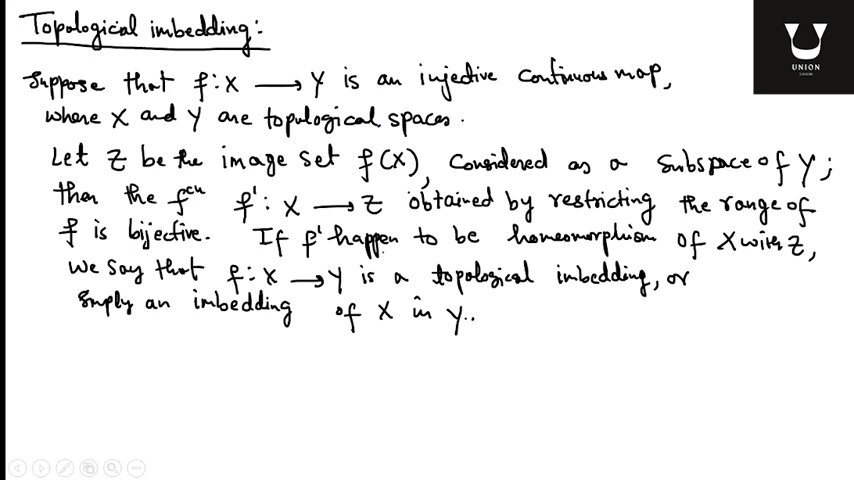 Topological imbedding:
UNION
Suppose that f: X ⟶ Y is an injective continuous map,
where X and Y are topological spaces.
Let Z be the image set f(X), Considered as a subspace of Y;
then the fᶜⁿ f': X ⟶ Z obtained by restricting the range of
f is bijective. If f' happen to be homeomorphism of X with Z,
We say that f: X ⟶ Y is a topological imbedding, or
Simply an imbedding of X in Y..